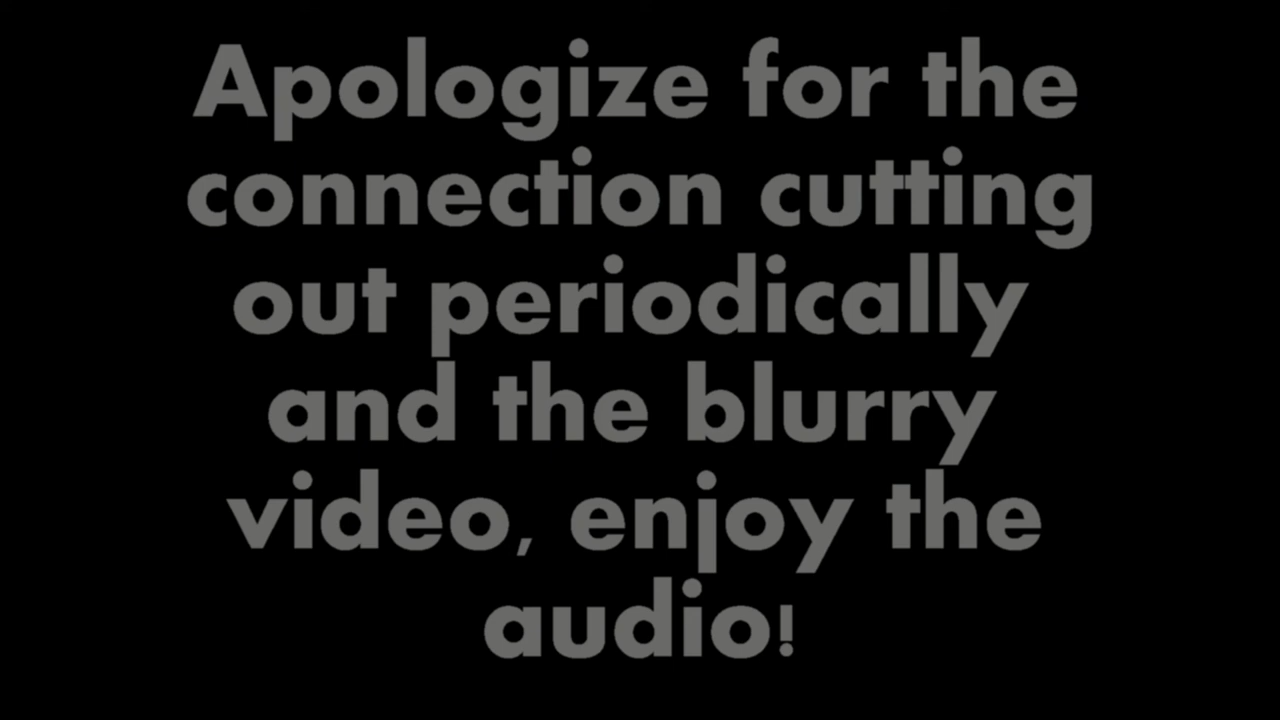 Apologize for the
connection cutting
out periodically
and the blurry
video, enjoy the
audio!